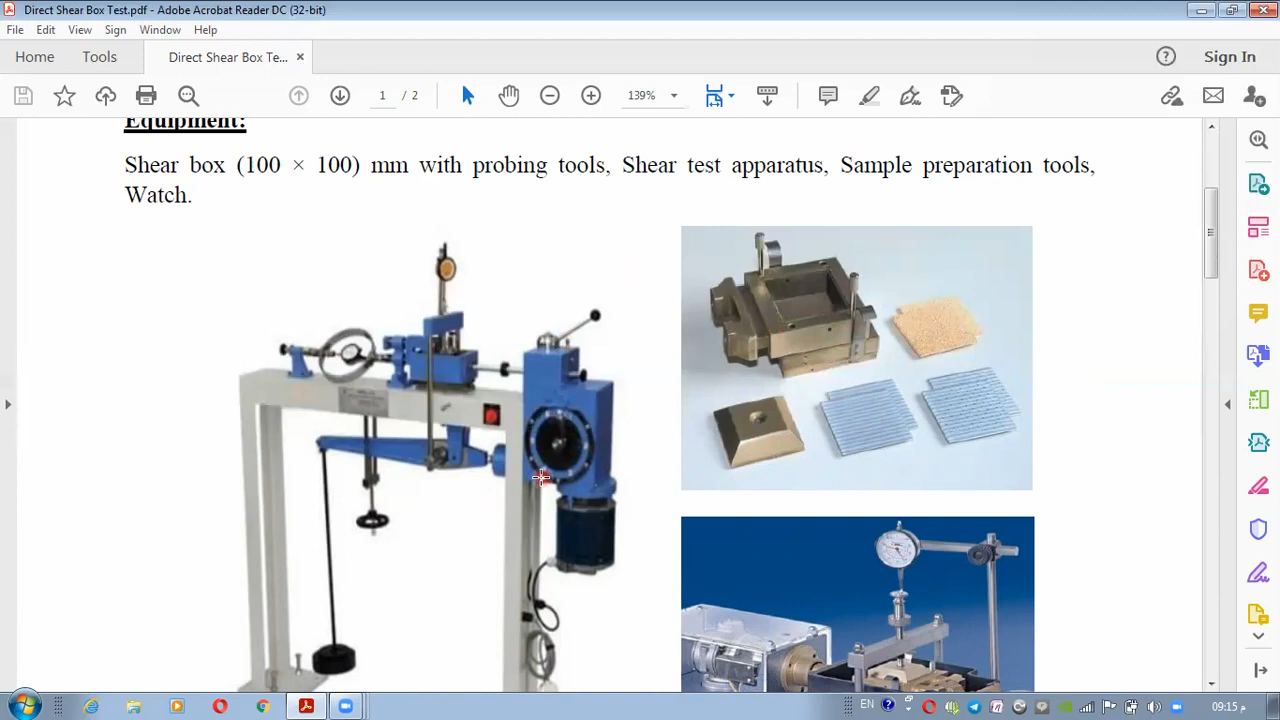 Direct Shear Box Test.pdf - Adobe Acrobat Reader DC (32-bit)
File Edit View Sign Window Help
Home Tools Direct Shear Box Te... × Sign In
1 / 2 139%
Equipment:
Shear box (100 × 100) mm with probing tools, Shear test apparatus, Sample preparation tools,
Watch.
EN 09:15 م